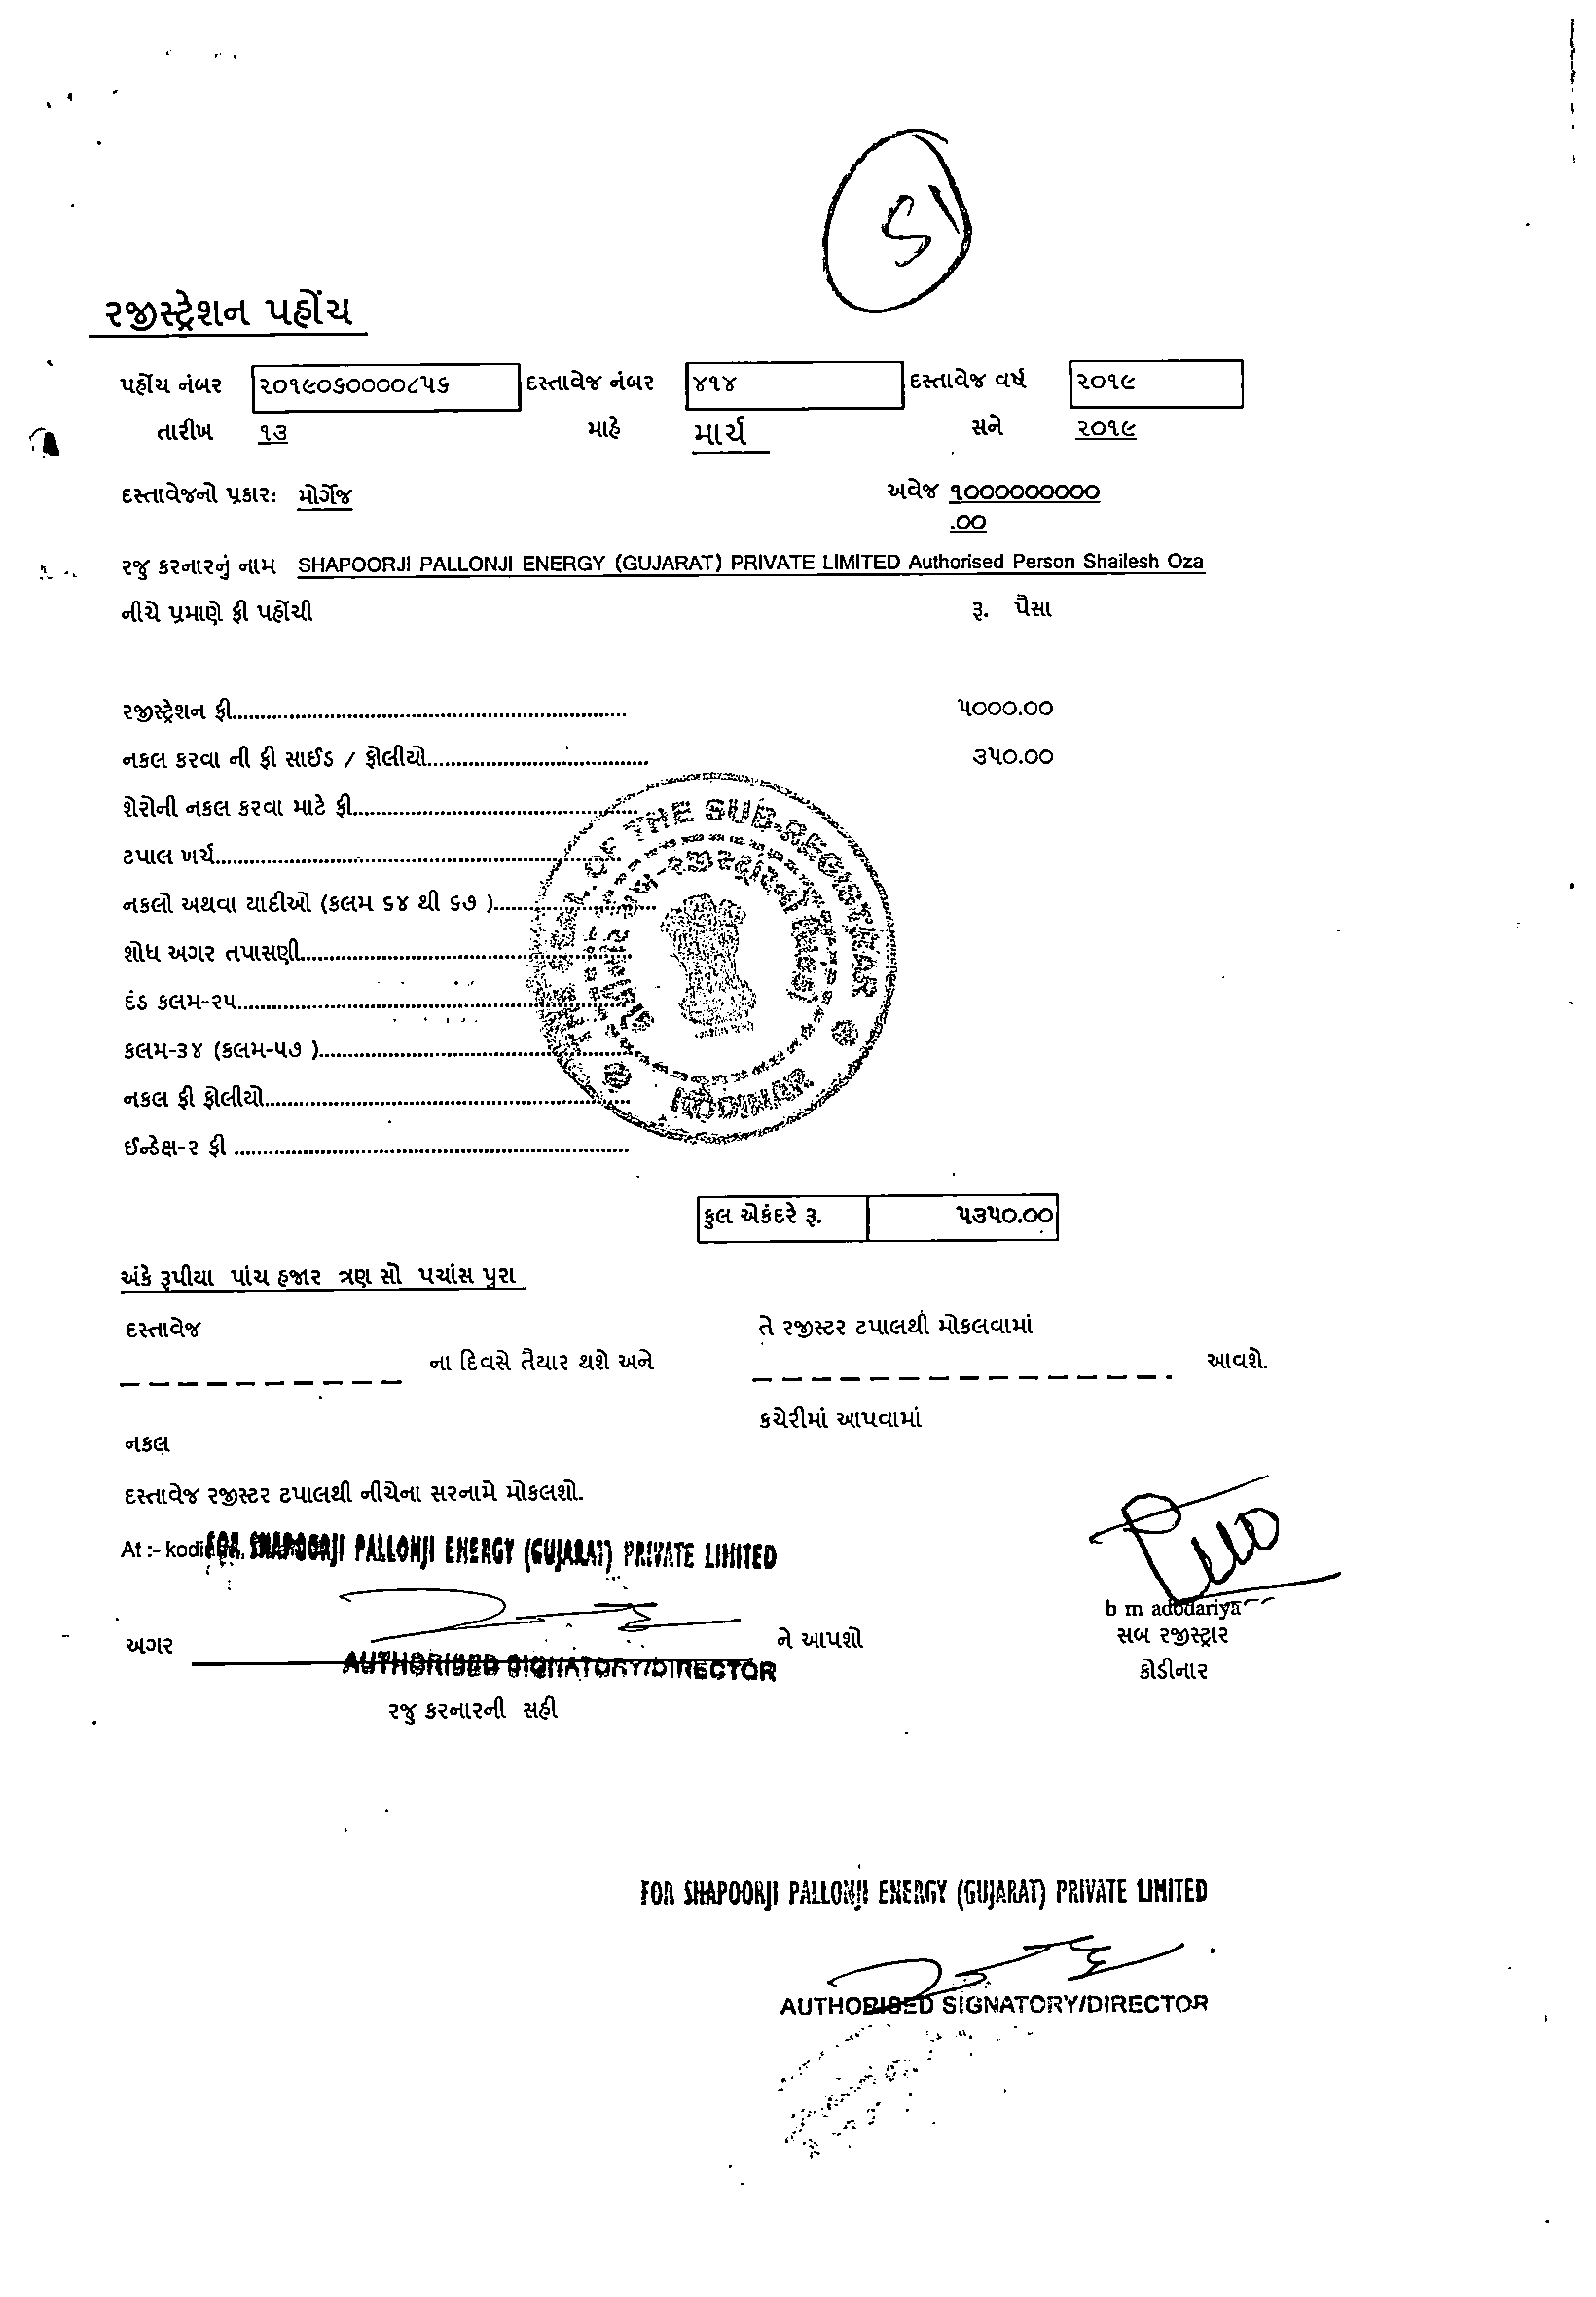 રજીસ્ટ્રેશન પહોંચ
પહોંચ નંબર ૨૦૧૯૦૬૦૦૦૦૮૫૬ દસ્તાવેજ નંબર ૪૧૪ દસ્તાવેજ વર્ષ ૨૦૧૯
તારીખ ૧૩ માહે માર્ચ સને ૨૦૧૯
દસ્તાવેજનો પ્રકાર: મોર્ગેજ અવેજ ૧૦૦૦૦૦૦૦૦૦
.૦૦
રજુ કરનારનું નામ SHAPOORJI PALLONJI ENERGY (GUJARAT) PRIVATE LIMITED Authorised Person Shailesh Oza
નીચે પ્રમાણે ફી પહોંચી રૂ. પૈસા
રજીસ્ટ્રેશન ફી ૫૦૦૦.૦૦
નકલ કરવા ની ફી સાઈડ / ફોલીયો ૩૫૦.૦૦
શેરોની નકલ કરવા માટે ફી
ટપાલ ખર્ચ
નકલો અથવા યાદીઓ (કલમ ૬૪ થી ૬૭ )
શોધ અગર તપાસણી
દંડ કલમ-૨૫
કલમ-૩૪ (કલમ-૫૭ )
નકલ ફી ફોલીયો
ઈન્ડેક્ષ-૨ ફી
OF THE SUB-REGISTRAR
KODINAR
કુલ એકંદરે રૂ. ૫૩૫૦.૦૦
અંકે રૂપીયા પાંચ હજાર ત્રણ સો પચાંસ પુરા
દસ્તાવેજ તે રજીસ્ટર ટપાલથી મોકલવામાં
ના દિવસે તૈયાર થશે અને આવશે.
કચેરીમાં આપવામાં
નકલ
દસ્તાવેજ રજીસ્ટર ટપાલથી નીચેના સરનામે મોકલશો.
At :- FOR SHAPOORJI PALLONJI ENERGY (GUJARAT) PRIVATE LIMITED
b m adodariya
અગર ને આપશો સબ રજીસ્ટ્રાર
AUTHORISED SIGNATORY/DIRECTOR કોડીનાર
રજુ કરનારની સહી
FOR SHAPOORJI PALLONJI ENERGY (GUJARAT) PRIVATE LIMITED
AUTHORISED SIGNATORY/DIRECTOR